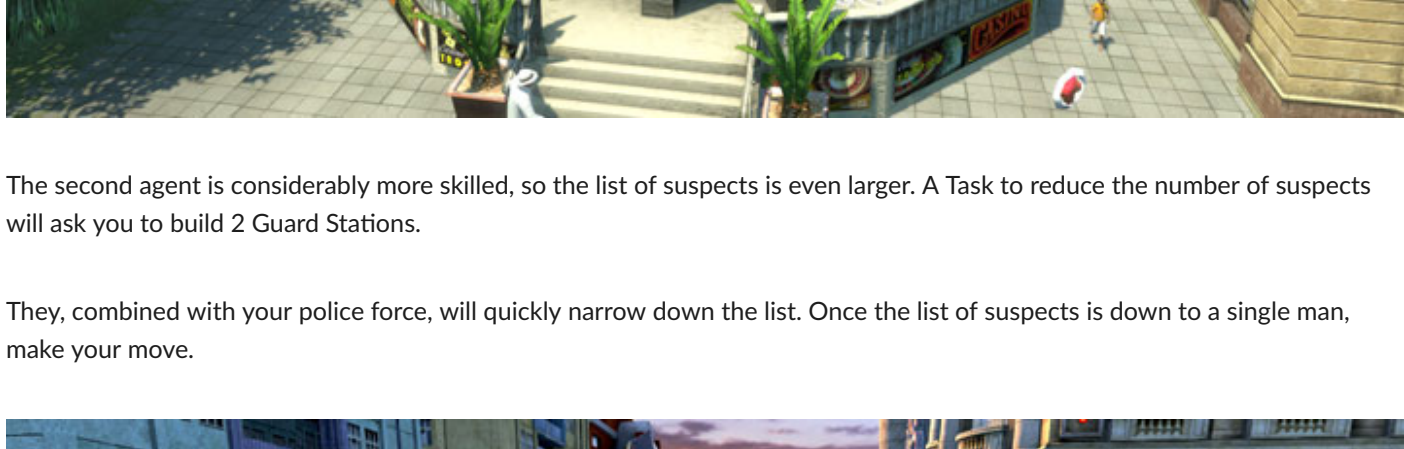 CASINO
The second agent is considerably more skilled, so the list of suspects is even larger. A Task to reduce the number of suspects
will ask you to build 2 Guard Stations.
They, combined with your police force, will quickly narrow down the list. Once the list of suspects is down to a single man,
make your move.